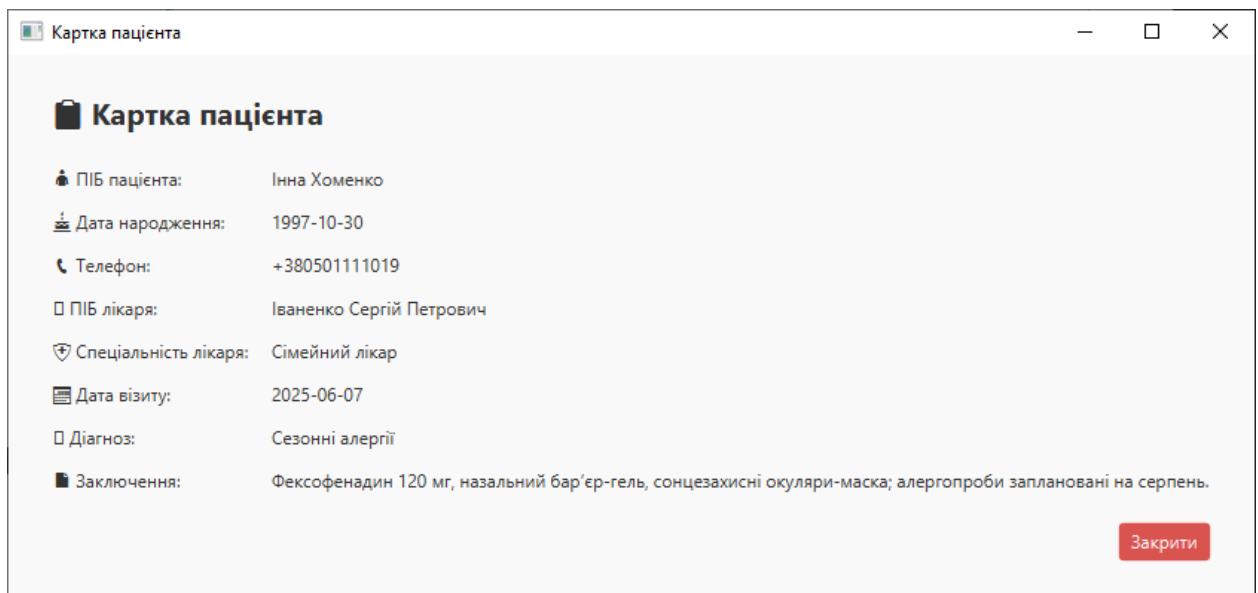 Картка пацієнта
Картка пацієнта
ПІБ пацієнта: Інна Хоменко
Дата народження: 1997-10-30
Телефон: +380501111019
ПІБ лікаря: Іваненко Сергій Петрович
Спеціальність лікаря: Сімейний лікар
Дата візиту: 2025-06-07
Діагноз: Сезонні алергії
Заключення: Фексофенадин 120 мг, назальний бар’єр-гель, сонцезахисні окуляри-маска; алергопроби заплановані на серпень.
Закрити